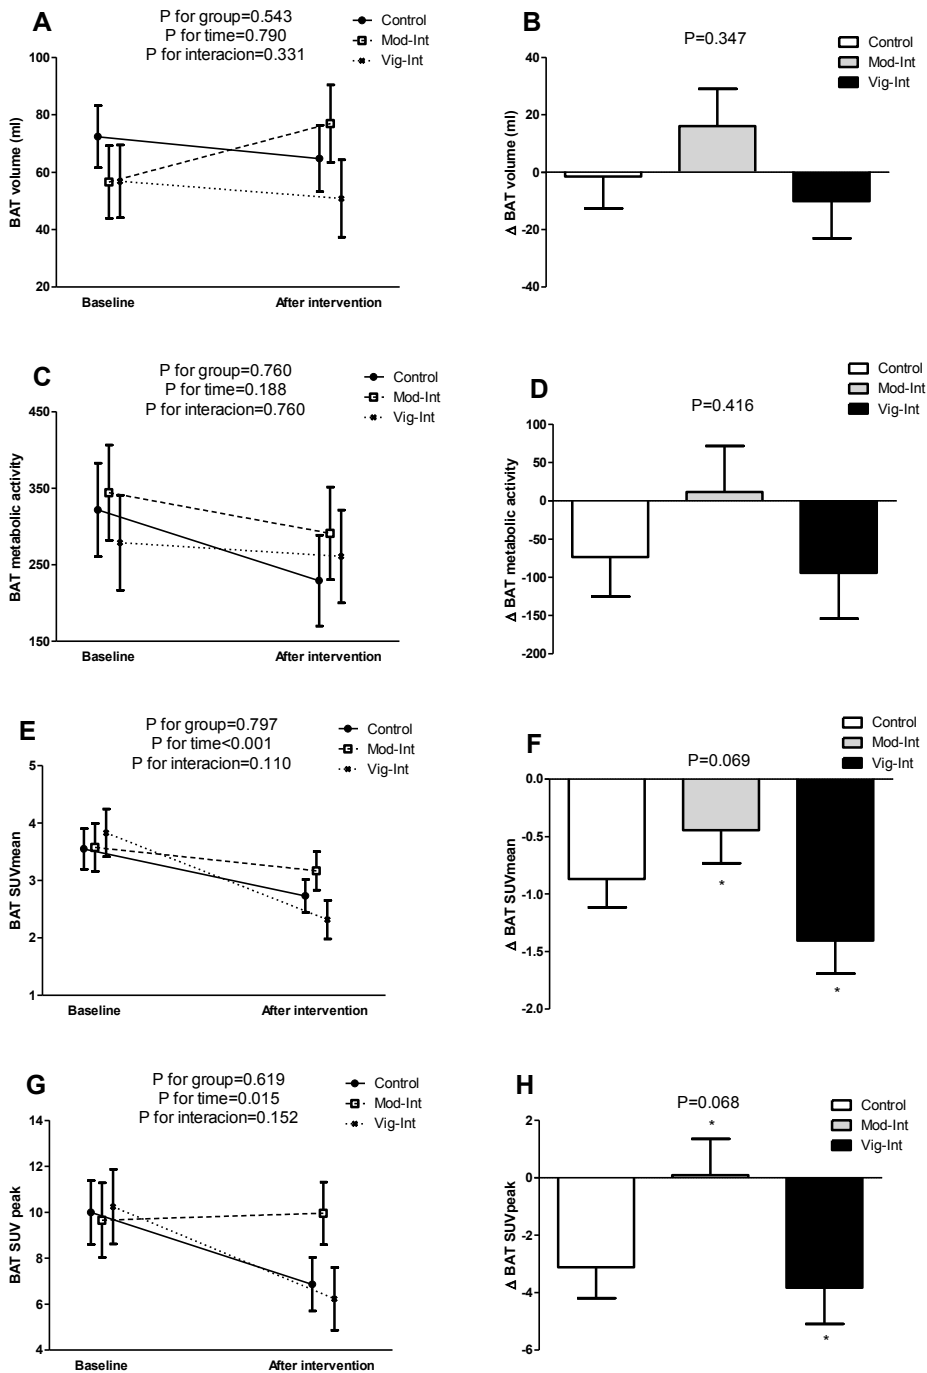 A
P for group=0.543
P for time=0.790
P for interacion=0.331
Control
Mod-Int
Vig-Int
BAT volume (ml)
100
80
60
40
20
Baseline
After intervention
B
P=0.347
Control
Mod-Int
Vig-Int
Δ BAT volume (ml)
40
20
0
-20
-40
C
P for group=0.760
P for time=0.188
P for interacion=0.760
Control
Mod-Int
Vig-Int
BAT metabolic activity
450
350
250
150
Baseline
After intervention
D
P=0.416
Control
Mod-Int
Vig-Int
Δ BAT metabolic activity
100
50
0
-50
-100
-150
-200
E
P for group=0.797
P for time<0.001
P for interacion=0.110
Control
Mod-Int
Vig-Int
BAT SUVmean
5
4
3
2
1
Baseline
After intervention
F
P=0.069
Control
Mod-Int
Vig-Int
Δ BAT SUVmean
0.0
-0.5
-1.0
-1.5
-2.0
*
*
G
P for group=0.619
P for time=0.015
P for interacion=0.152
Control
Mod-Int
Vig-Int
BAT SUV peak
14
12
10
8
6
4
Baseline
After intervention
H
P=0.068
*
Control
Mod-Int
Vig-Int
Δ BAT SUVpeak
2
0
-2
-4
-6
*